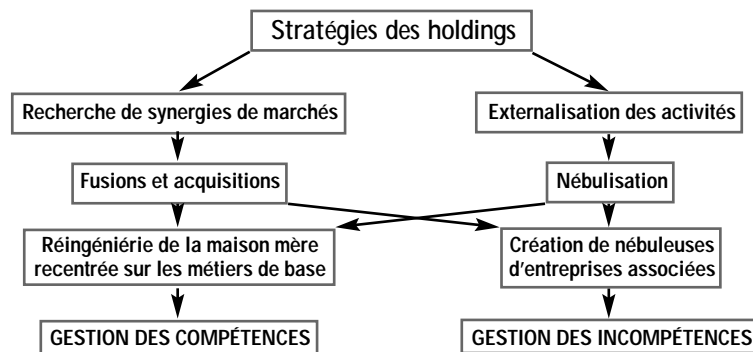 Stratégies des holdings
Recherche de synergies de marchés
Externalisation des activités
Fusions et acquisitions
Nébulisation
Réingéniérie de la maison mère
recentrée sur les métiers de base
Création de nébuleuses
d'entreprises associées
GESTION DES COMPÉTENCES
GESTION DES INCOMPÉTENCES